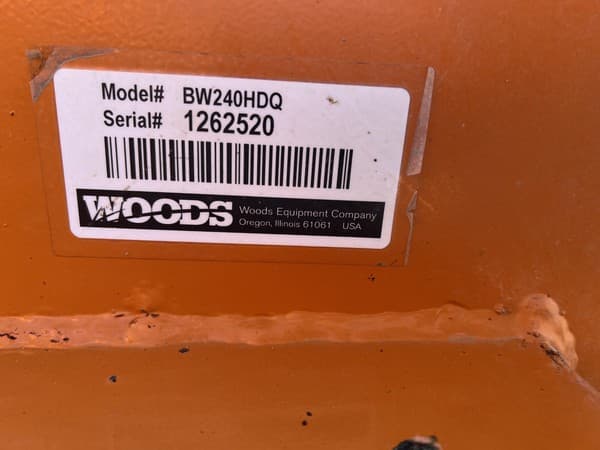 Model# BW240HDQ
Serial# 1262520
WOODS Woods Equipment Company
Oregon, Illinois 61061 USA